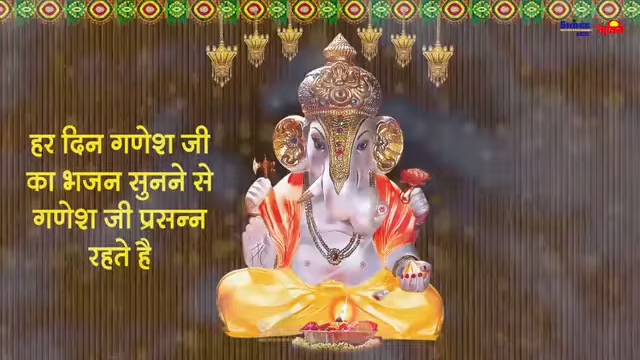 हर दिन गणेश जी
का भजन सुनने से
गणेश जी प्रसन्न
रहते है